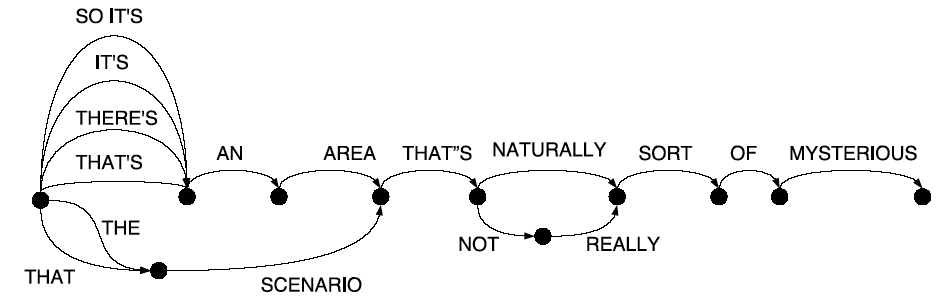 SO IT'S
IT'S
THERE'S
THAT'S
AN
AREA
THAT"S
NATURALLY
SORT
OF
MYSTERIOUS
THE
NOT
REALLY
THAT
SCENARIO